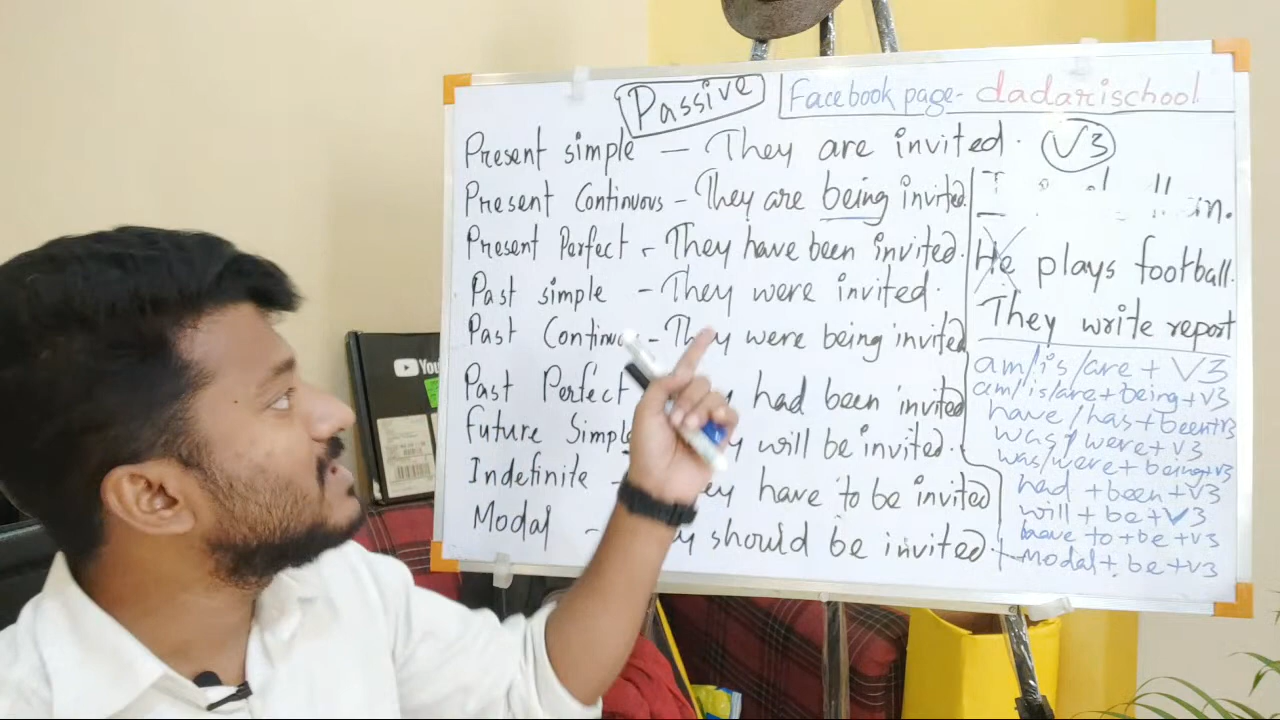 Passive
Facebook page- dadarischool
Present simple — They are invited. V3
Present Continuous - They are being invited.
Present Perfect - They have been invited.
Past simple - They were invited.
Past - They were being invited
Past Perfect had been invited
Future will be invited.
Indefinite - have to be invited
Modal - should be invited
He plays football.
They write report
am/is/are + V3
am/is/are + being + V3
have/has + been + V3
was/were + V3
was/were + being + V3
had + been + V3
will + be + V3
have to + be + V3
Modal + be + V3
You